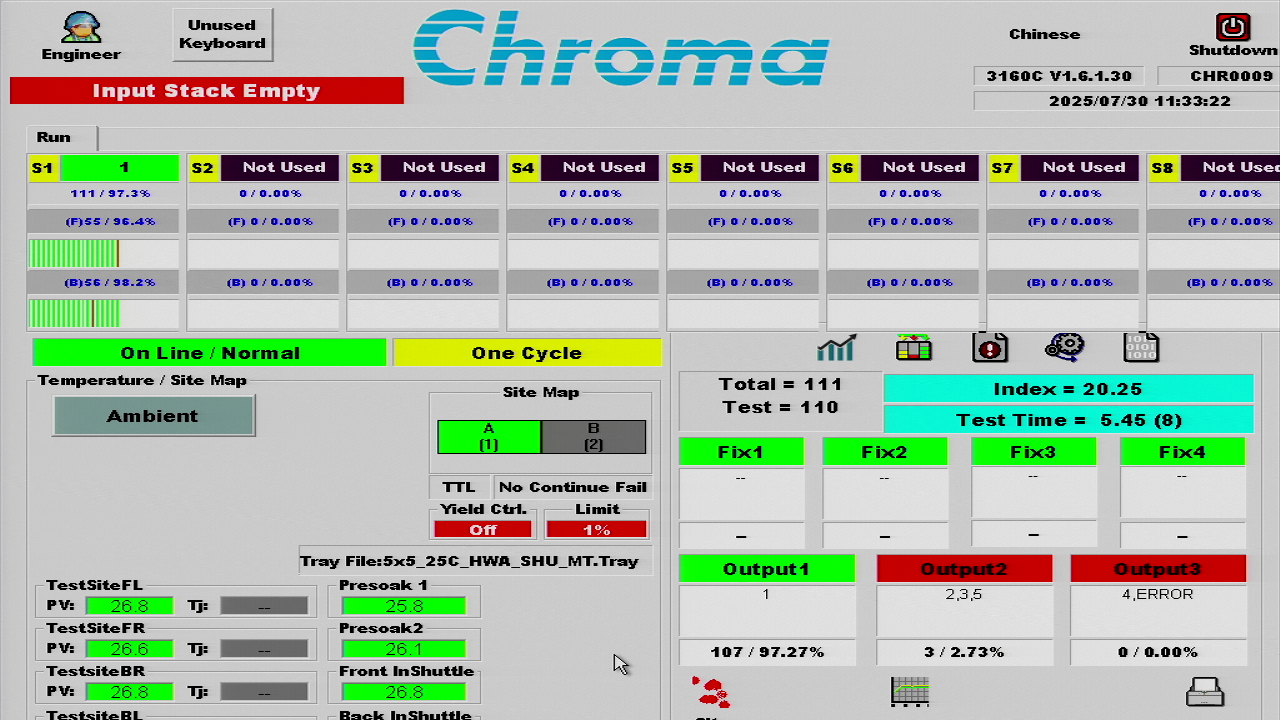 Engineer
Unused
Keyboard
Chroma
Chinese
Shutdown
3160C V1.6.1.30
CHR0009
Input Stack Empty
2025/07/30 11:33:22
Run
S1 1
S2 Not Used
S3 Not Used
S4 Not Used
S5 Not Used
S6 Not Used
S7 Not Used
S8 Not Us
111 / 97.3%
0 / 0.00%
0 / 0.00%
0 / 0.00%
0 / 0.00%
0 / 0.00%
0 / 0.00%
0 / 0.00%
(F)55 / 96.4%
(F) 0 / 0.00%
(F) 0 / 0.00%
(F) 0 / 0.00%
(F) 0 / 0.00%
(F) 0 / 0.00%
(F) 0 / 0.00%
(F) 0 / 0.00%
(B)56 / 98.2%
(B) 0 / 0.00%
(B) 0 / 0.00%
(B) 0 / 0.00%
(B) 0 / 0.00%
(B) 0 / 0.00%
(B) 0 / 0.00%
(B) 0 / 0.00%
On Line / Normal
One Cycle
Temperature / Site Map
Ambient
Site Map
A
(1)
B
(2)
TTL
No Continue Fail
Yield Ctrl.
Off
Limit
1%
Tray File:5x5_25C_HWA_SHU_MT.Tray
TestSiteFL
PV: 26.8 Tj: --
TestSiteFR
PV: 26.6 Tj: --
TestsiteBR
PV: 26.8 Tj: --
TestsiteBL
Presoak 1
25.8
Presoak2
26.1
Front InShuttle
26.8
Back InShuttle
Total = 111
Test = 110
Index = 20.25
Test Time = 5.45 (8)
Fix1
--
--
Fix2
--
--
Fix3
--
--
Fix4
--
--
Output1
1
107 / 97.27%
Output2
2,3,5
3 / 2.73%
Output3
4,ERROR
0 / 0.00%